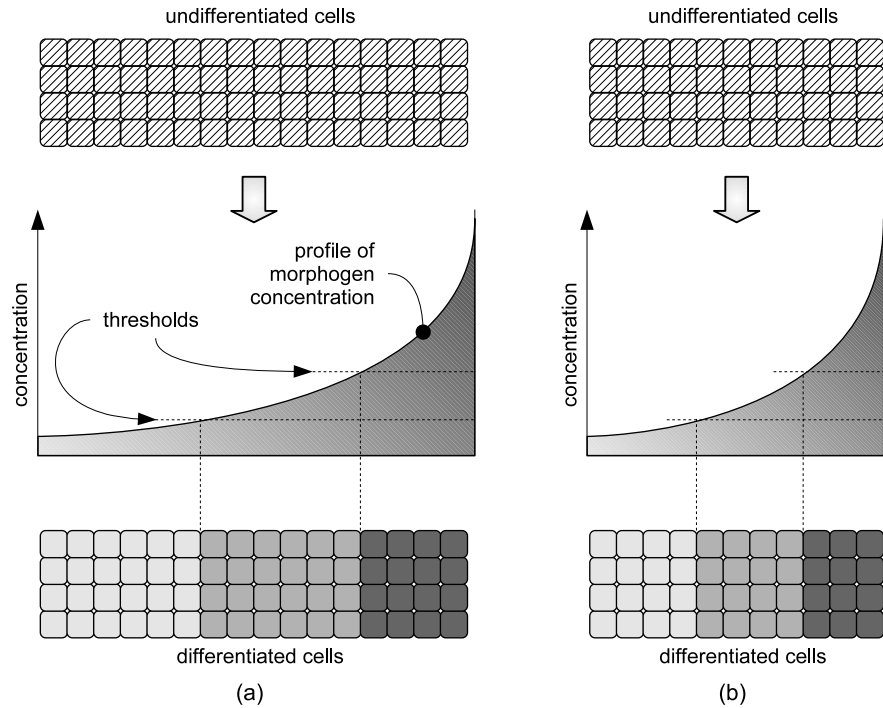 undifferentiated cells
concentration
profile of
morphogen
concentration
thresholds
differentiated cells
(a)
undifferentiated cells
concentration
differentiated cells
(b)